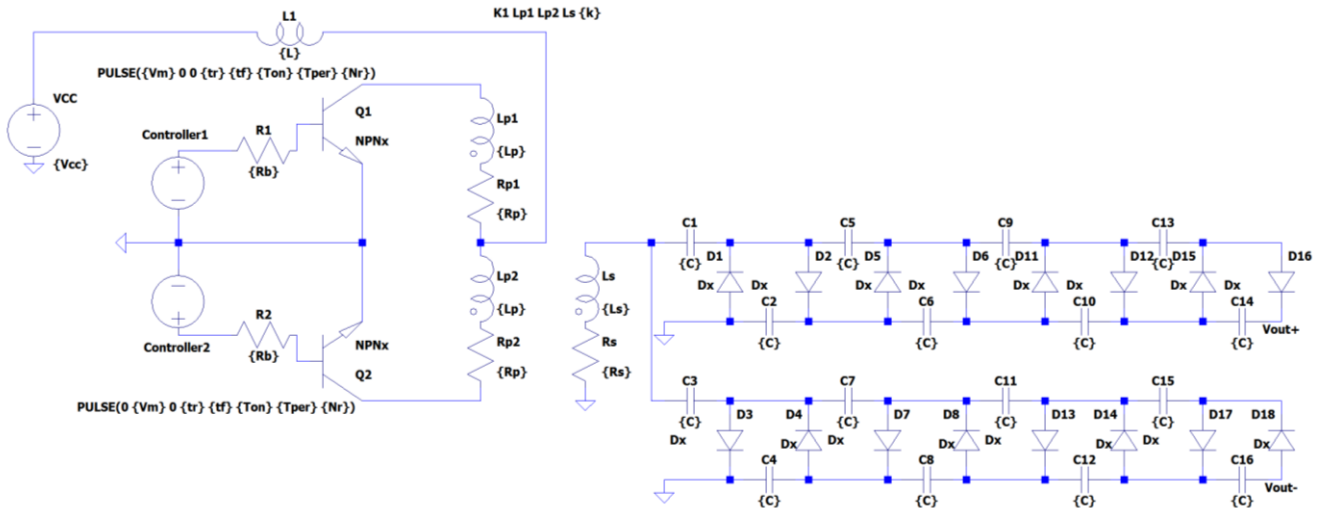 L1
K1 Lp1 Lp2 Ls {k}
{L}
PULSE({Vm} 0 0 {tr} {tf} {Ton} {Tper} {Nr})
VCC
{Vcc}
Controller1
R1
{Rb}
Q1
NPNx
Lp1
{Lp}
Rp1
{Rp}
Lp2
{Lp}
Rp2
{Rp}
Controller2
R2
{Rb}
NPNx
Q2
PULSE(0 {Vm} 0 {tr} {tf} {Ton} {Tper} {Nr})
Ls
{Ls}
Rs
{Rs}
C1 C5 C9 C13
{C} {C} {C} {C}
D1 D2 D5 D6 D11 D12 D15 D16
Dx Dx Dx Dx Dx Dx Dx Dx
C2 C6 C10 C14
{C} {C} {C} {C}
Vout+
C3 C7 C11 C15
{C} {C} {C} {C}
D3 D4 D7 D8 D13 D14 D17 D18
Dx Dx Dx Dx Dx Dx Dx Dx
C4 C8 C12 C16
{C} {C} {C} {C}
Vout-